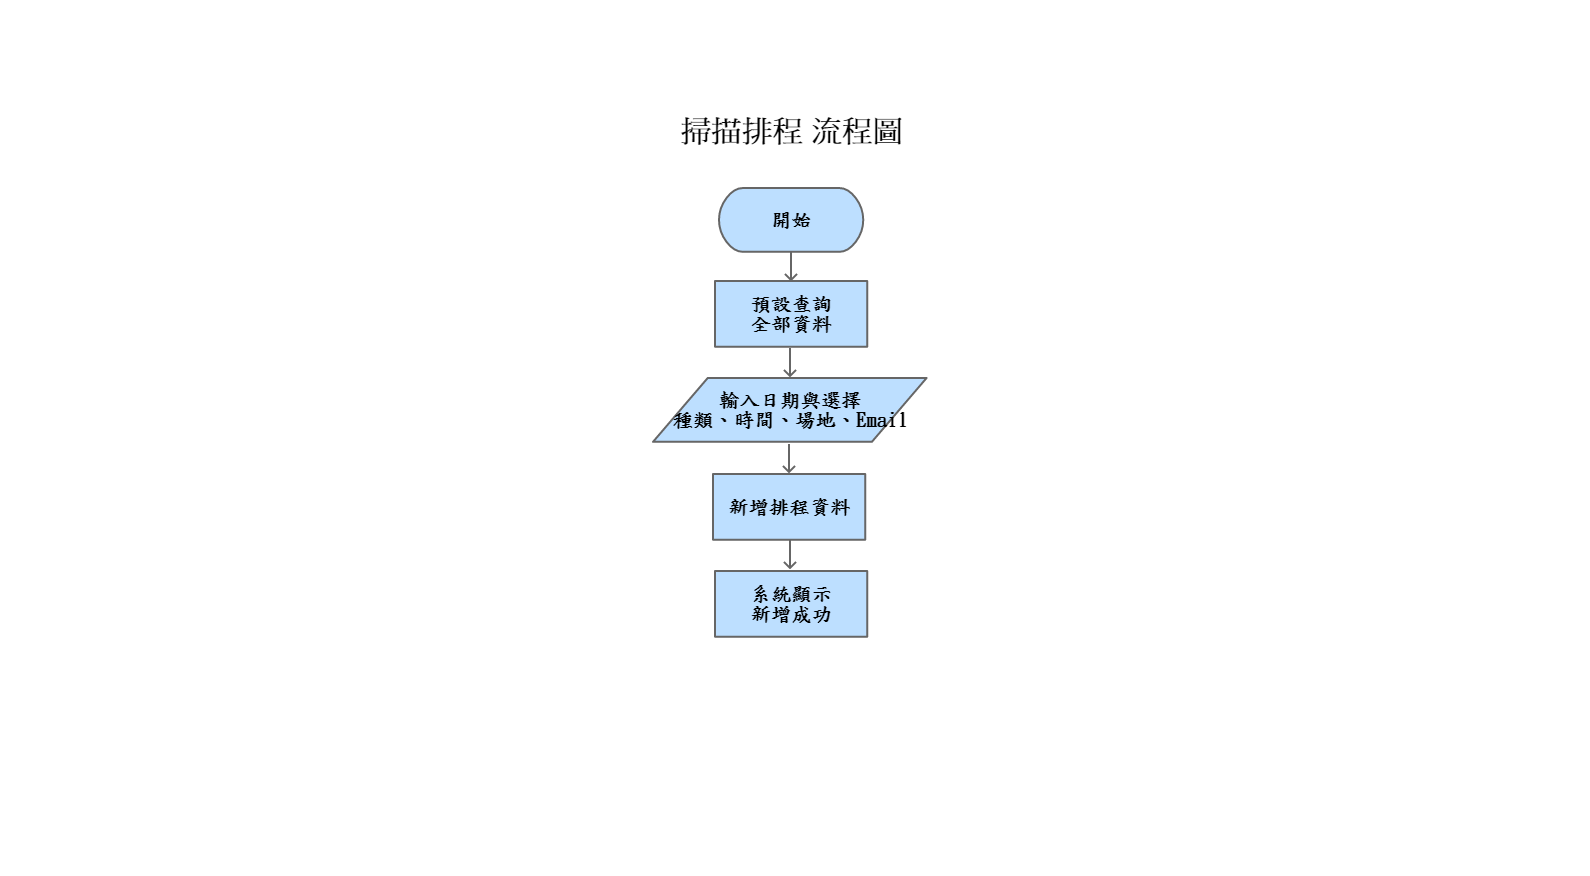 掃描排程 流程圖
開始
預設查詢
全部資料
輸入日期與選擇
種類、時間、場地、Email
新增排程資料
系統顯示
新增成功